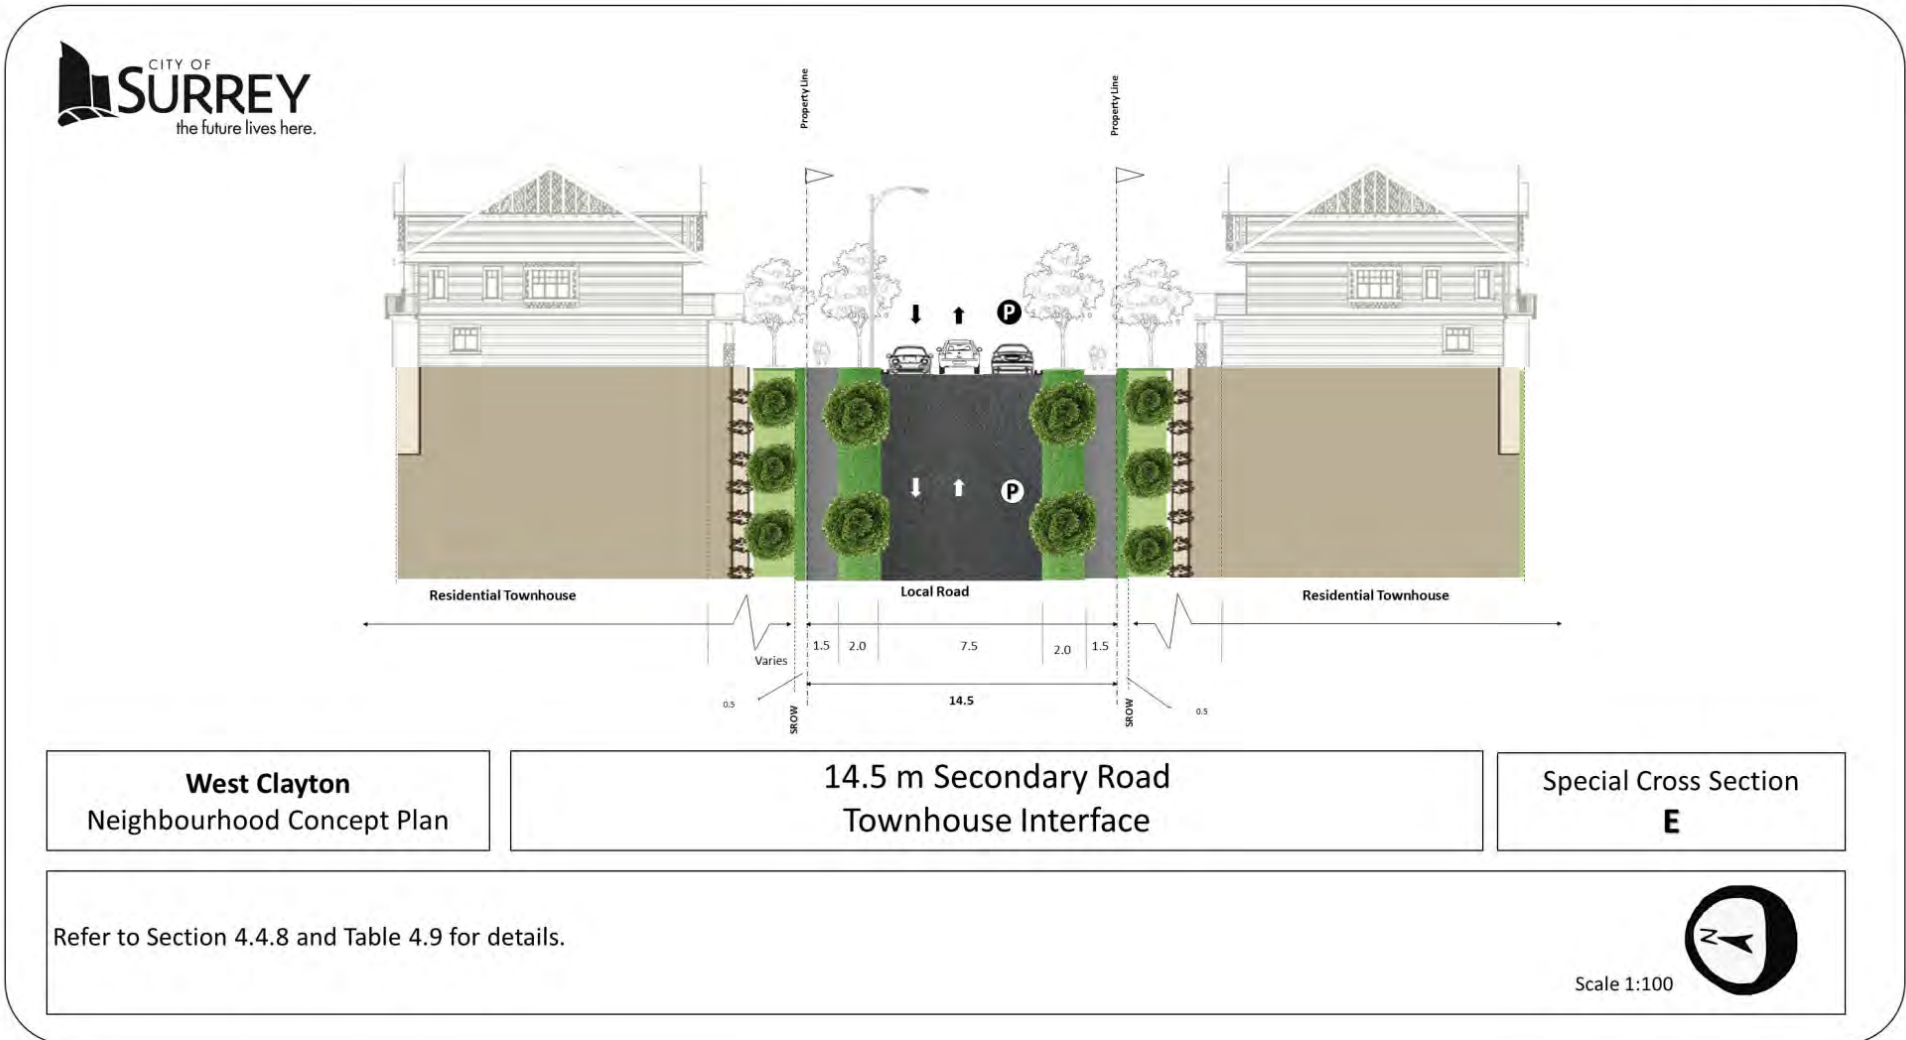 CITY OF
SURREY
the future lives here.
Property Line
Property Line
P
P
Residential Townhouse
Local Road
Residential Townhouse
Varies
1.5
2.0
7.5
2.0
1.5
0.5
14.5
0.5
SROW
SROW
West Clayton
Neighbourhood Concept Plan
14.5 m Secondary Road
Townhouse Interface
Special Cross Section
E
Refer to Section 4.4.8 and Table 4.9 for details.
Scale 1:100
N